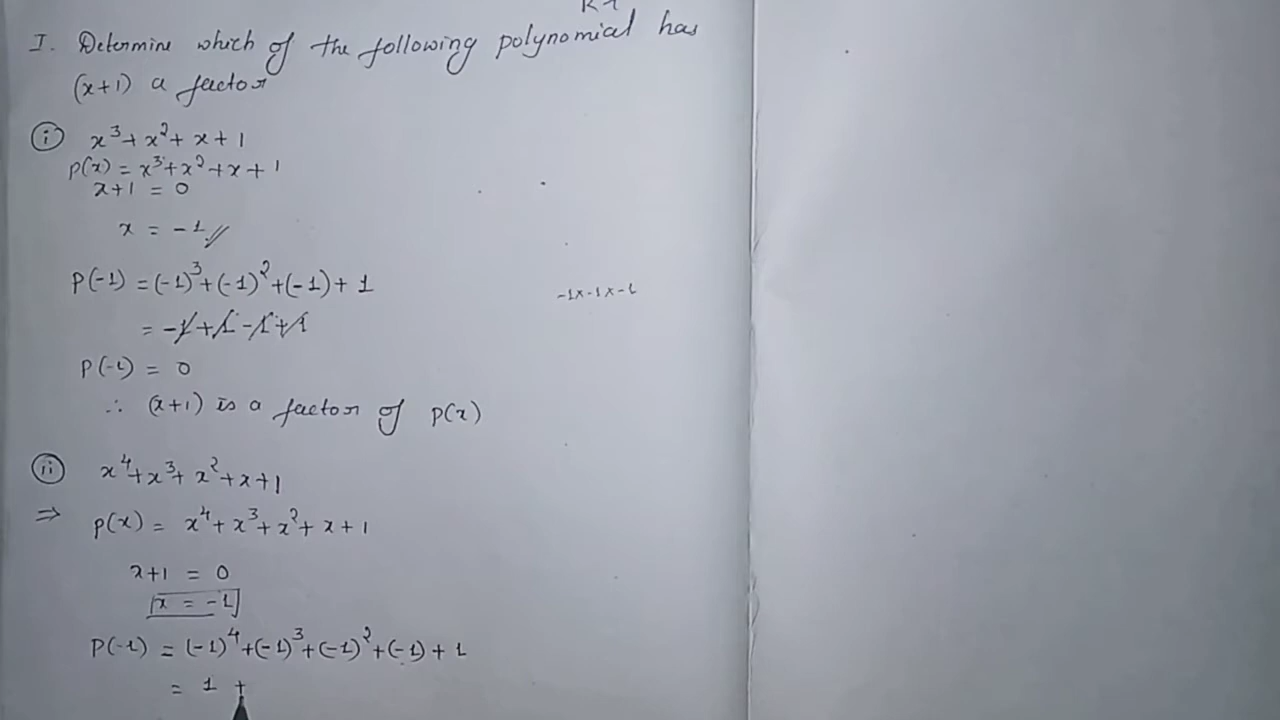 I. Determine which of the following polynomial has
(x+1) a factor
(i) x³+x²+x+1
P(x) = x³+x²+x+1
x+1 = 0
x = -1//
P(-1) = (-1)³+(-1)²+(-1)+1
-1x-1x-1
= -1+1-1+1
P(-1) = 0
∴ (x+1) is a factor of P(x)
(ii) x⁴+x³+x²+x+1
⇒ P(x) = x⁴+x³+x²+x+1
x+1 = 0
x = -1
P(-1) = (-1)⁴+(-1)³+(-1)²+(-1)+1
= 1 +